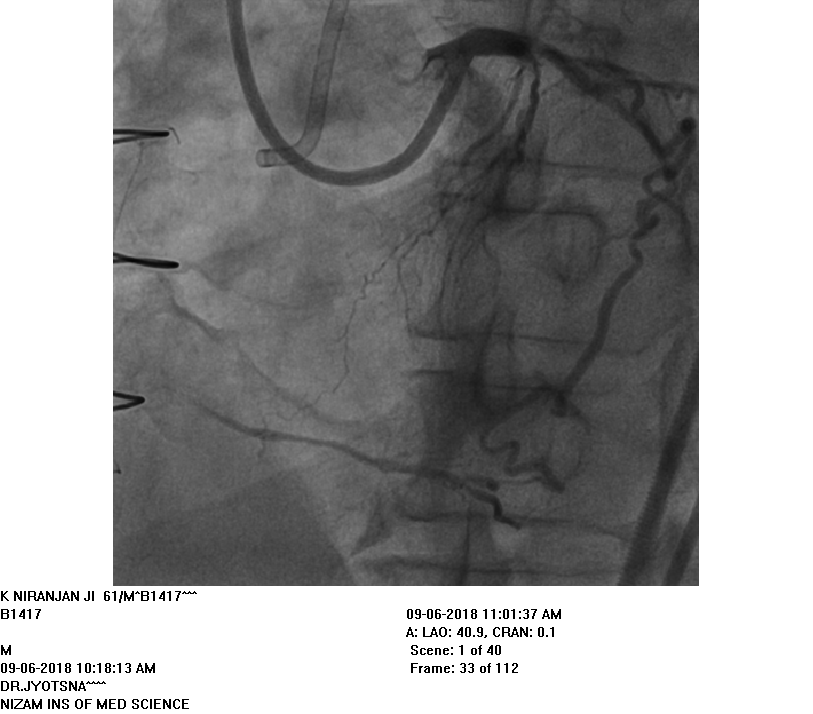 K NIRANJAN JI 61/M^B1417^^^
B1417
M
09-06-2018 10:18:13 AM
DR.JYOTSNA^^^^
NIZAM INS OF MED SCIENCE
09-06-2018 11:01:37 AM
A: LAO: 40.9, CRAN: 0.1
Scene: 1 of 40
Frame: 33 of 112